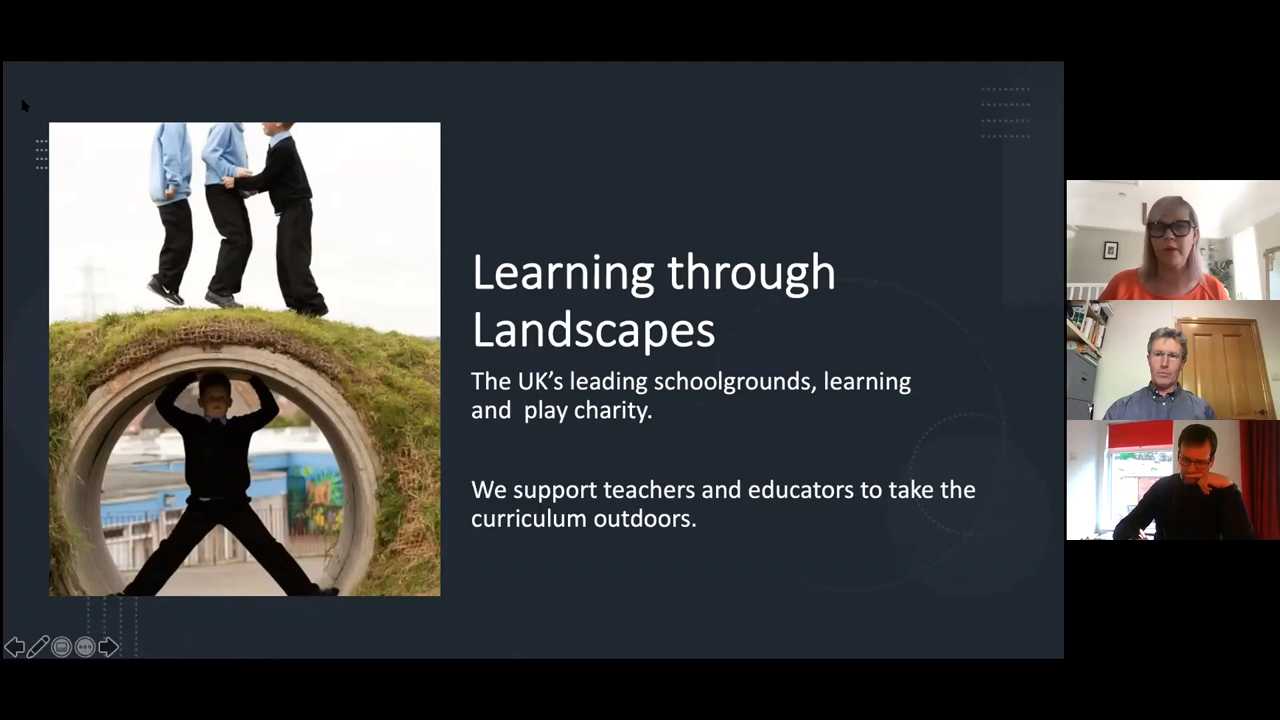 Learning through
Landscapes
The UK’s leading schoolgrounds, learning
and  play charity.
We support teachers and educators to take the
curriculum outdoors.